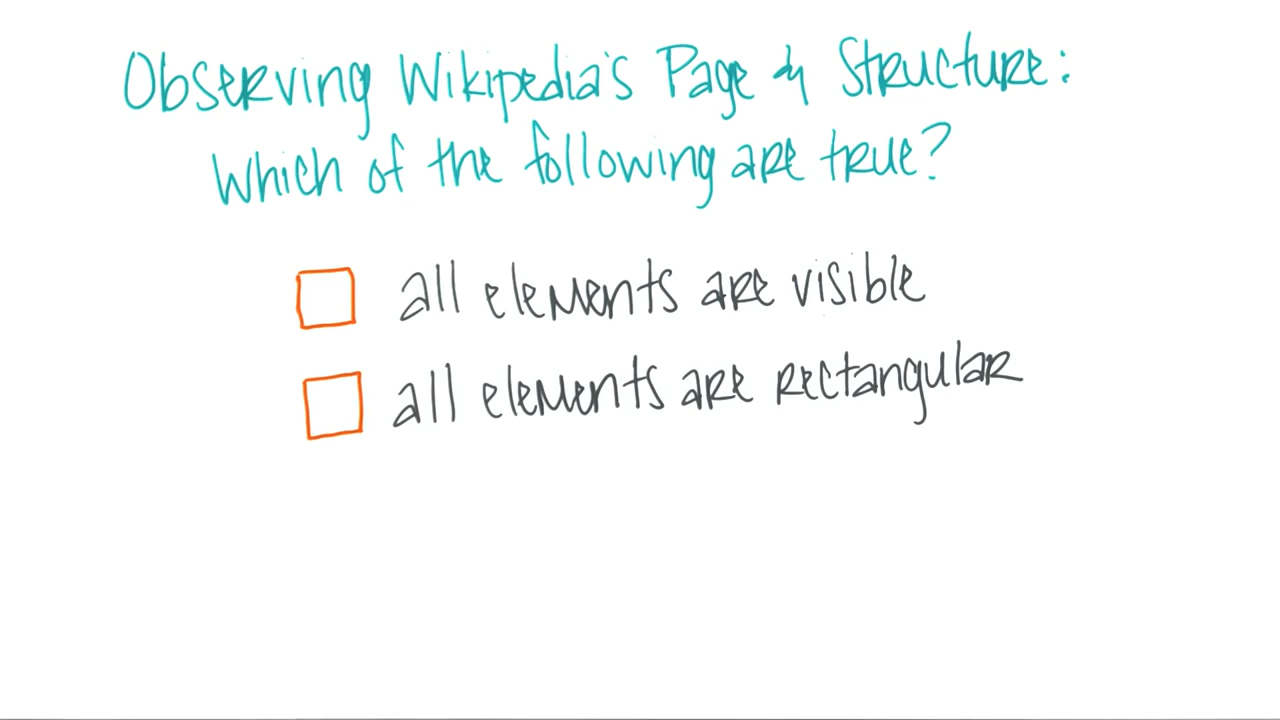 Observing Wikipedia's Page & Structure:
Which of the following are true?
all elements are visible
all elements are rectangular